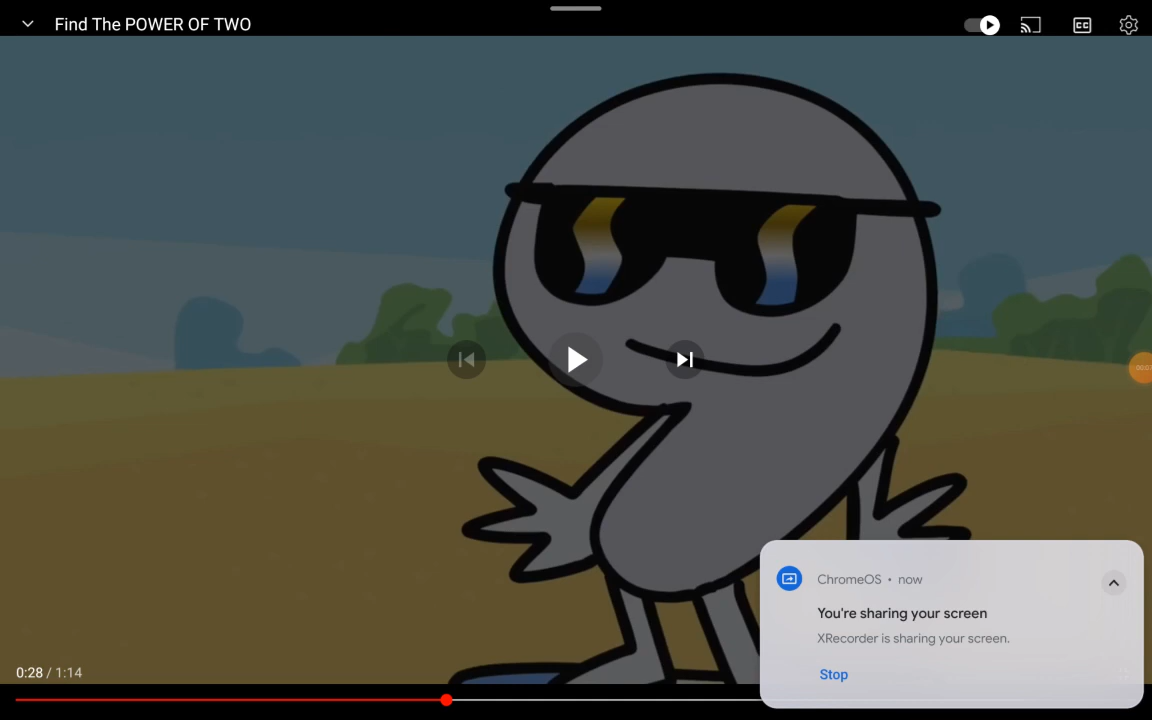 Find The POWER OF TWO
CC
ChromeOS • now
You're sharing your screen
XRecorder is sharing your screen.
Stop
0:28 / 1:14